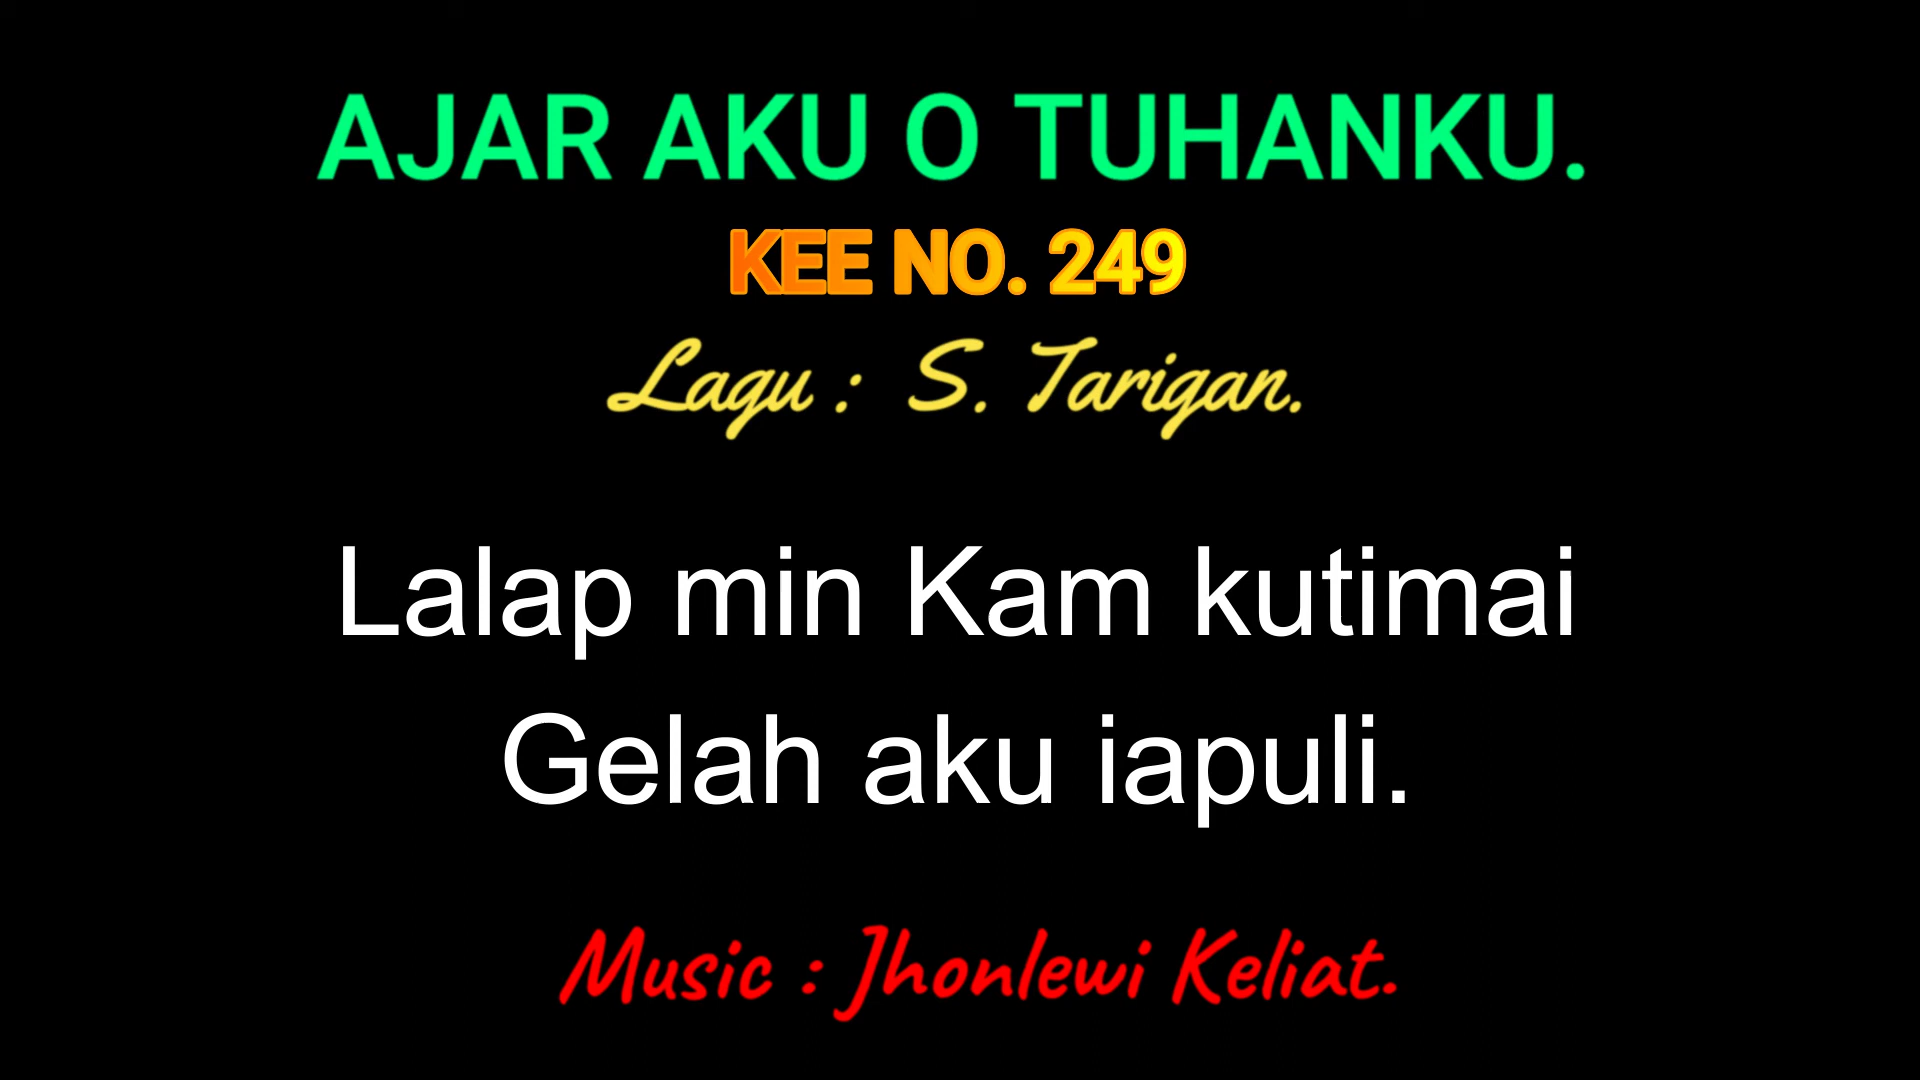 AJAR AKU O TUHANKU.
KEE NO. 249
Lagu : S. Tarigan.
Lalap min Kam kutimai
Gelah aku iapuli.
Music : Jhonlewi Keliat.